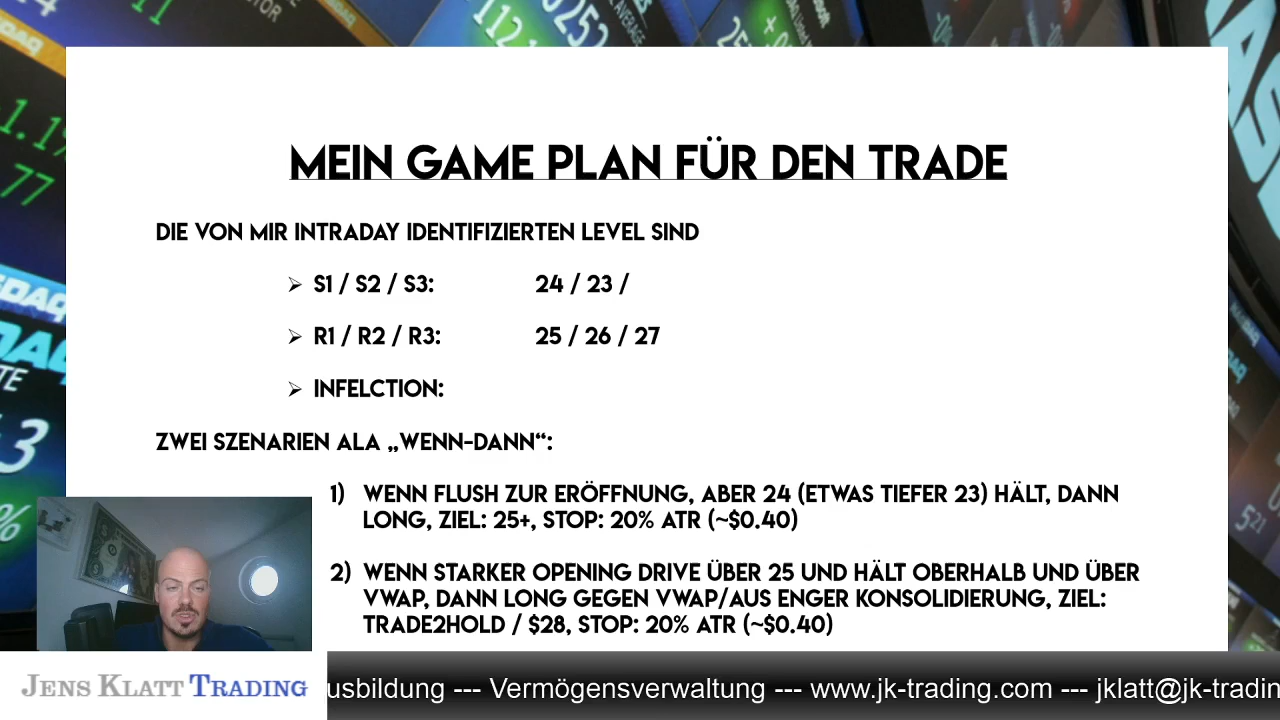 MEIN GAME PLAN FÜR DEN TRADE
DIE VON MIR INTRADAY IDENTIFIZIERTEN LEVEL SIND
➢ S1 / S2 / S3: 24 / 23 /
➢ R1 / R2 / R3: 25 / 26 / 27
➢ INFELCTION:
ZWEI SZENARIEN ALA „WENN-DANN“:
1) WENN FLUSH ZUR ERÖFFNUNG, ABER 24 (ETWAS TIEFER 23) HÄLT, DANN
LONG, ZIEL: 25+, STOP: 20% ATR (~$0.40)
2) WENN STARKER OPENING DRIVE ÜBER 25 UND HÄLT OBERHALB UND ÜBER
VWAP, DANN LONG GEGEN VWAP/AUS ENGER KONSOLIDIERUNG, ZIEL:
TRADE2HOLD / $28, STOP: 20% ATR (~$0.40)
JENS KLATT TRADING
usbildung --- Vermögensverwaltung --- www.jk-trading.com --- jklatt@jk-tradin